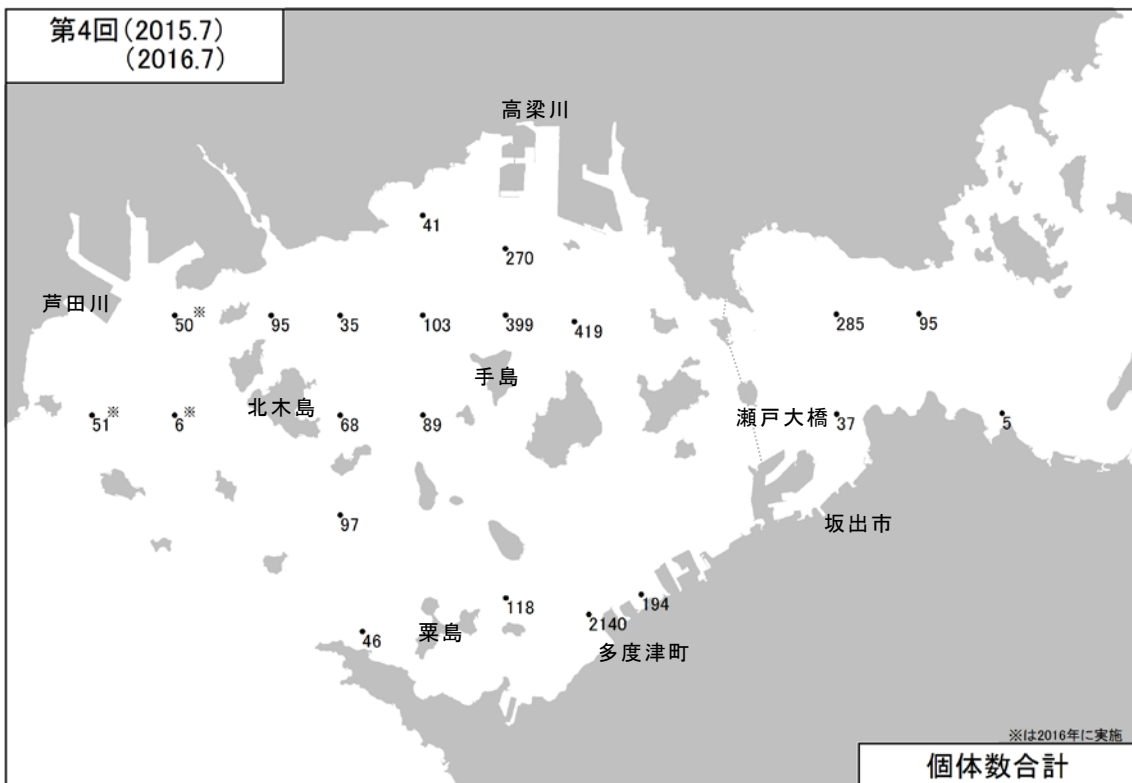 第4回(2015.7)
(2016.7)
高梁川
41
270
芦田川
50※
95
35
103
399
419
285
95
手島
北木島
瀬戸大橋
51※
6※
68
89
37
5
97
坂出市
118
194
2140
粟島
46
多度津町
※は2016年に実施
個体数合計